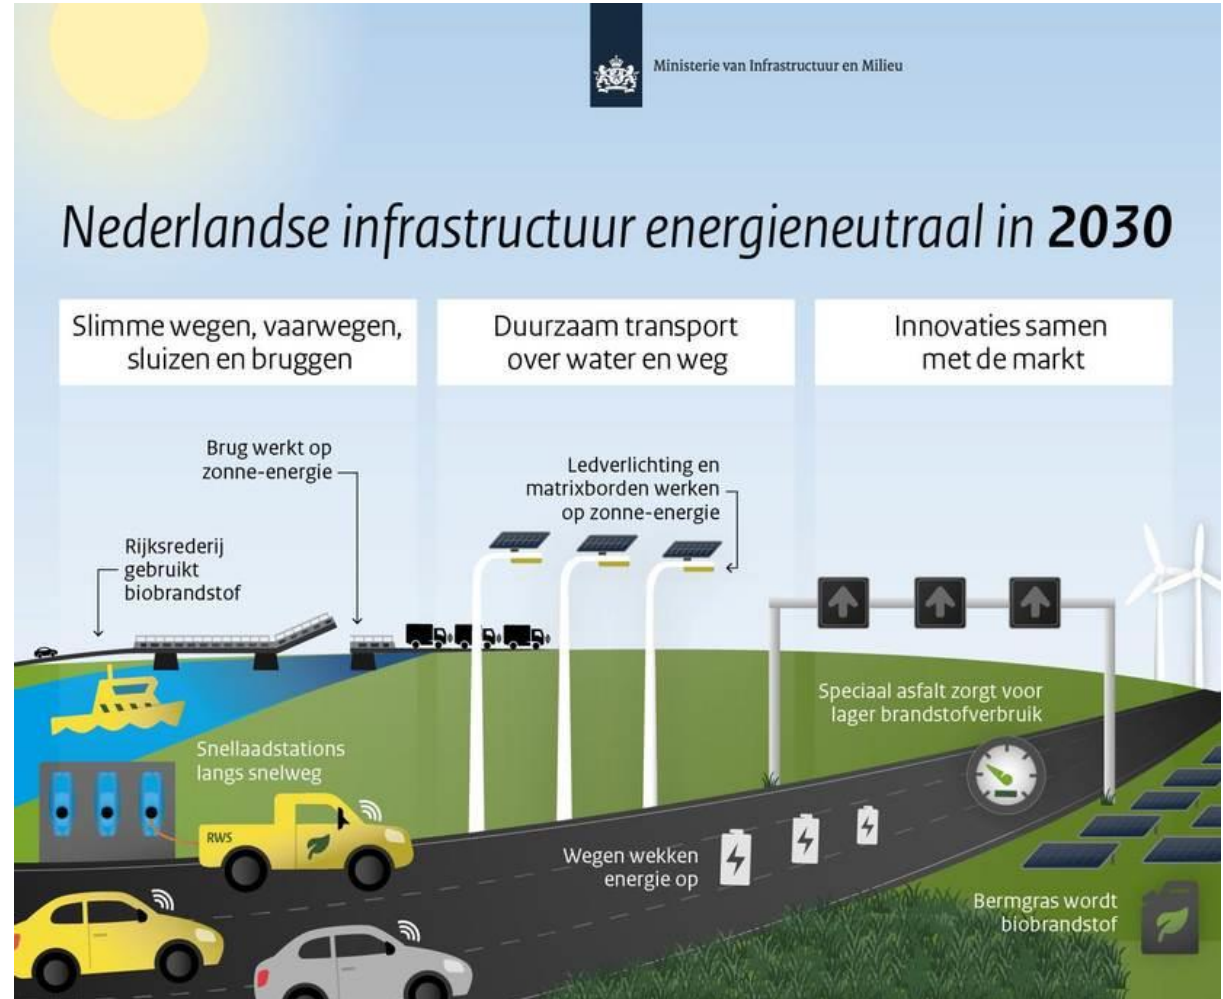 Ministerie van Infrastructuur en Milieu
Nederlandse infrastructuur energieneutraal in 2030
Slimme wegen, vaarwegen,
sluizen en bruggen
Duurzaam transport
over water en weg
Innovaties samen
met de markt
Brug werkt op
zonne-energie
Ledverlichting en
matrixborden werken
op zonne-energie
Rijksrederij
gebruikt
biobrandstof
Speciaal asfalt zorgt voor
lager brandstofverbruik
Snellaadstations
langs snelweg
RWS
Wegen wekken
energie op
Bermgras wordt
biobrandstof